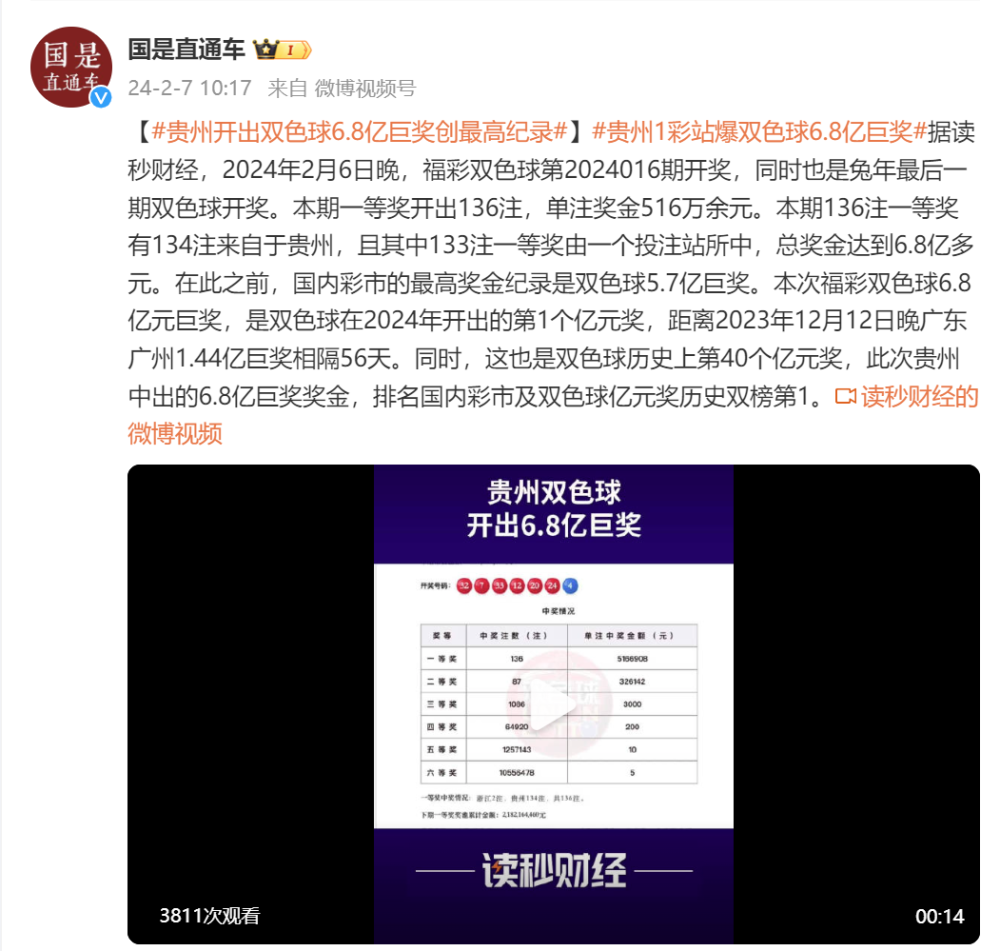 国是
直通车
国是直通车
I
24-2-7 10:17 来自 微博视频号
【#贵州开出双色球6.8亿巨奖创最高纪录#】#贵州1彩站爆双色球6.8亿巨奖#据读
秒财经，2024年2月6日晚，福彩双色球第2024016期开奖，同时也是兔年最后一
期双色球开奖。本期一等奖开出136注，单注奖金516万余元。本期136注一等奖
有134注来自于贵州，且其中133注一等奖由一个投注站所中，总奖金达到6.8亿多
元。在此之前，国内彩市的最高奖金纪录是双色球5.7亿巨奖。本次福彩双色球6.8
亿元巨奖，是双色球在2024年开出的第1个亿元奖，距离2023年12月12日晚广东
广州1.44亿巨奖相隔56天。同时，这也是双色球历史上第40个亿元奖，此次贵州
中出的6.8亿巨奖奖金，排名国内彩市及双色球亿元奖历史双榜第1。读秒财经的
微博视频
贵州双色球
开出6.8亿巨奖
开奖号码: 32 7 33 12 20 24 4
中奖情况
奖等 中奖注数（注） 单注中奖金额（元）
一等奖 136 5166908
二等奖 87 326142
三等奖 1006 3000
四等奖 64920 200
五等奖 1257143 10
六等奖 10556478 5
一等奖中奖情况: 浙江2注, 贵州134注, 共136注。
下期一等奖奖池累计金额: 2,182,164,460元
读秒财经
3811次观看
00:14